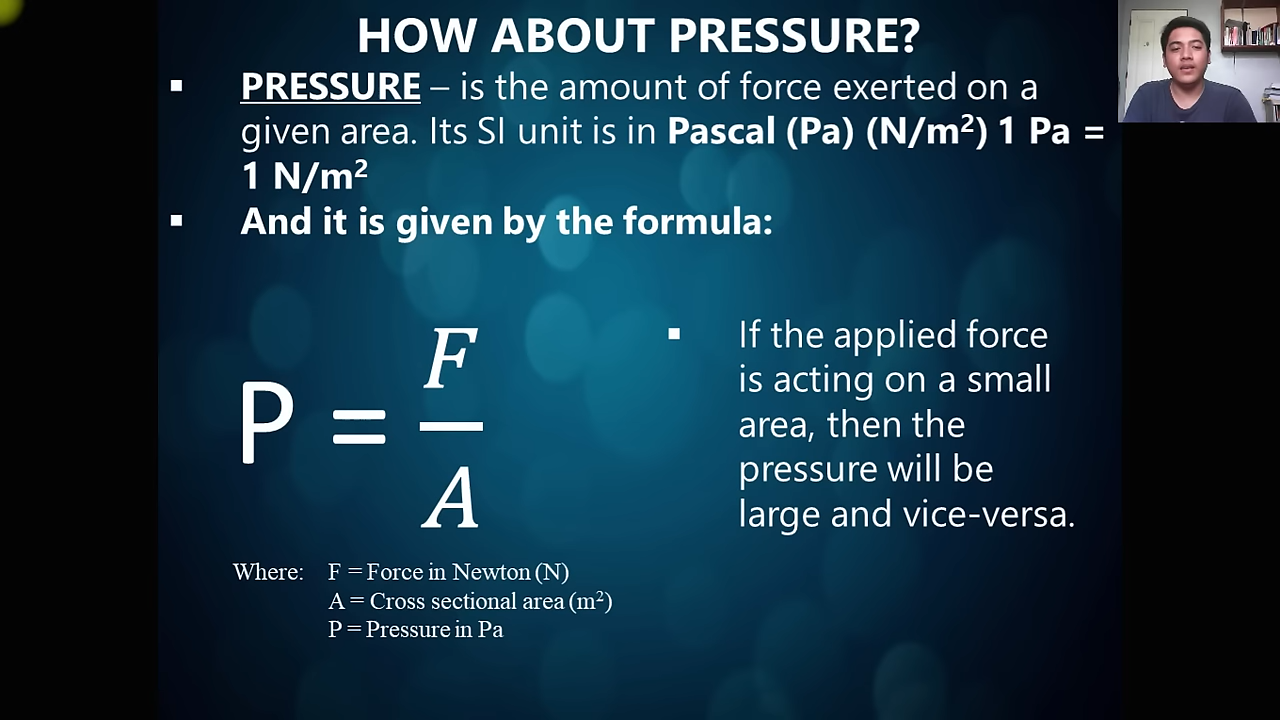 HOW ABOUT PRESSURE?
▪ PRESSURE – is the amount of force exerted on a
given area. Its SI unit is in Pascal (Pa) (N/m²) 1 Pa =
1 N/m²
▪ And it is given by the formula:
P = F/A
▪ If the applied force
is acting on a small
area, then the
pressure will be
large and vice-versa.
Where: F = Force in Newton (N)
A = Cross sectional area (m²)
P = Pressure in Pa